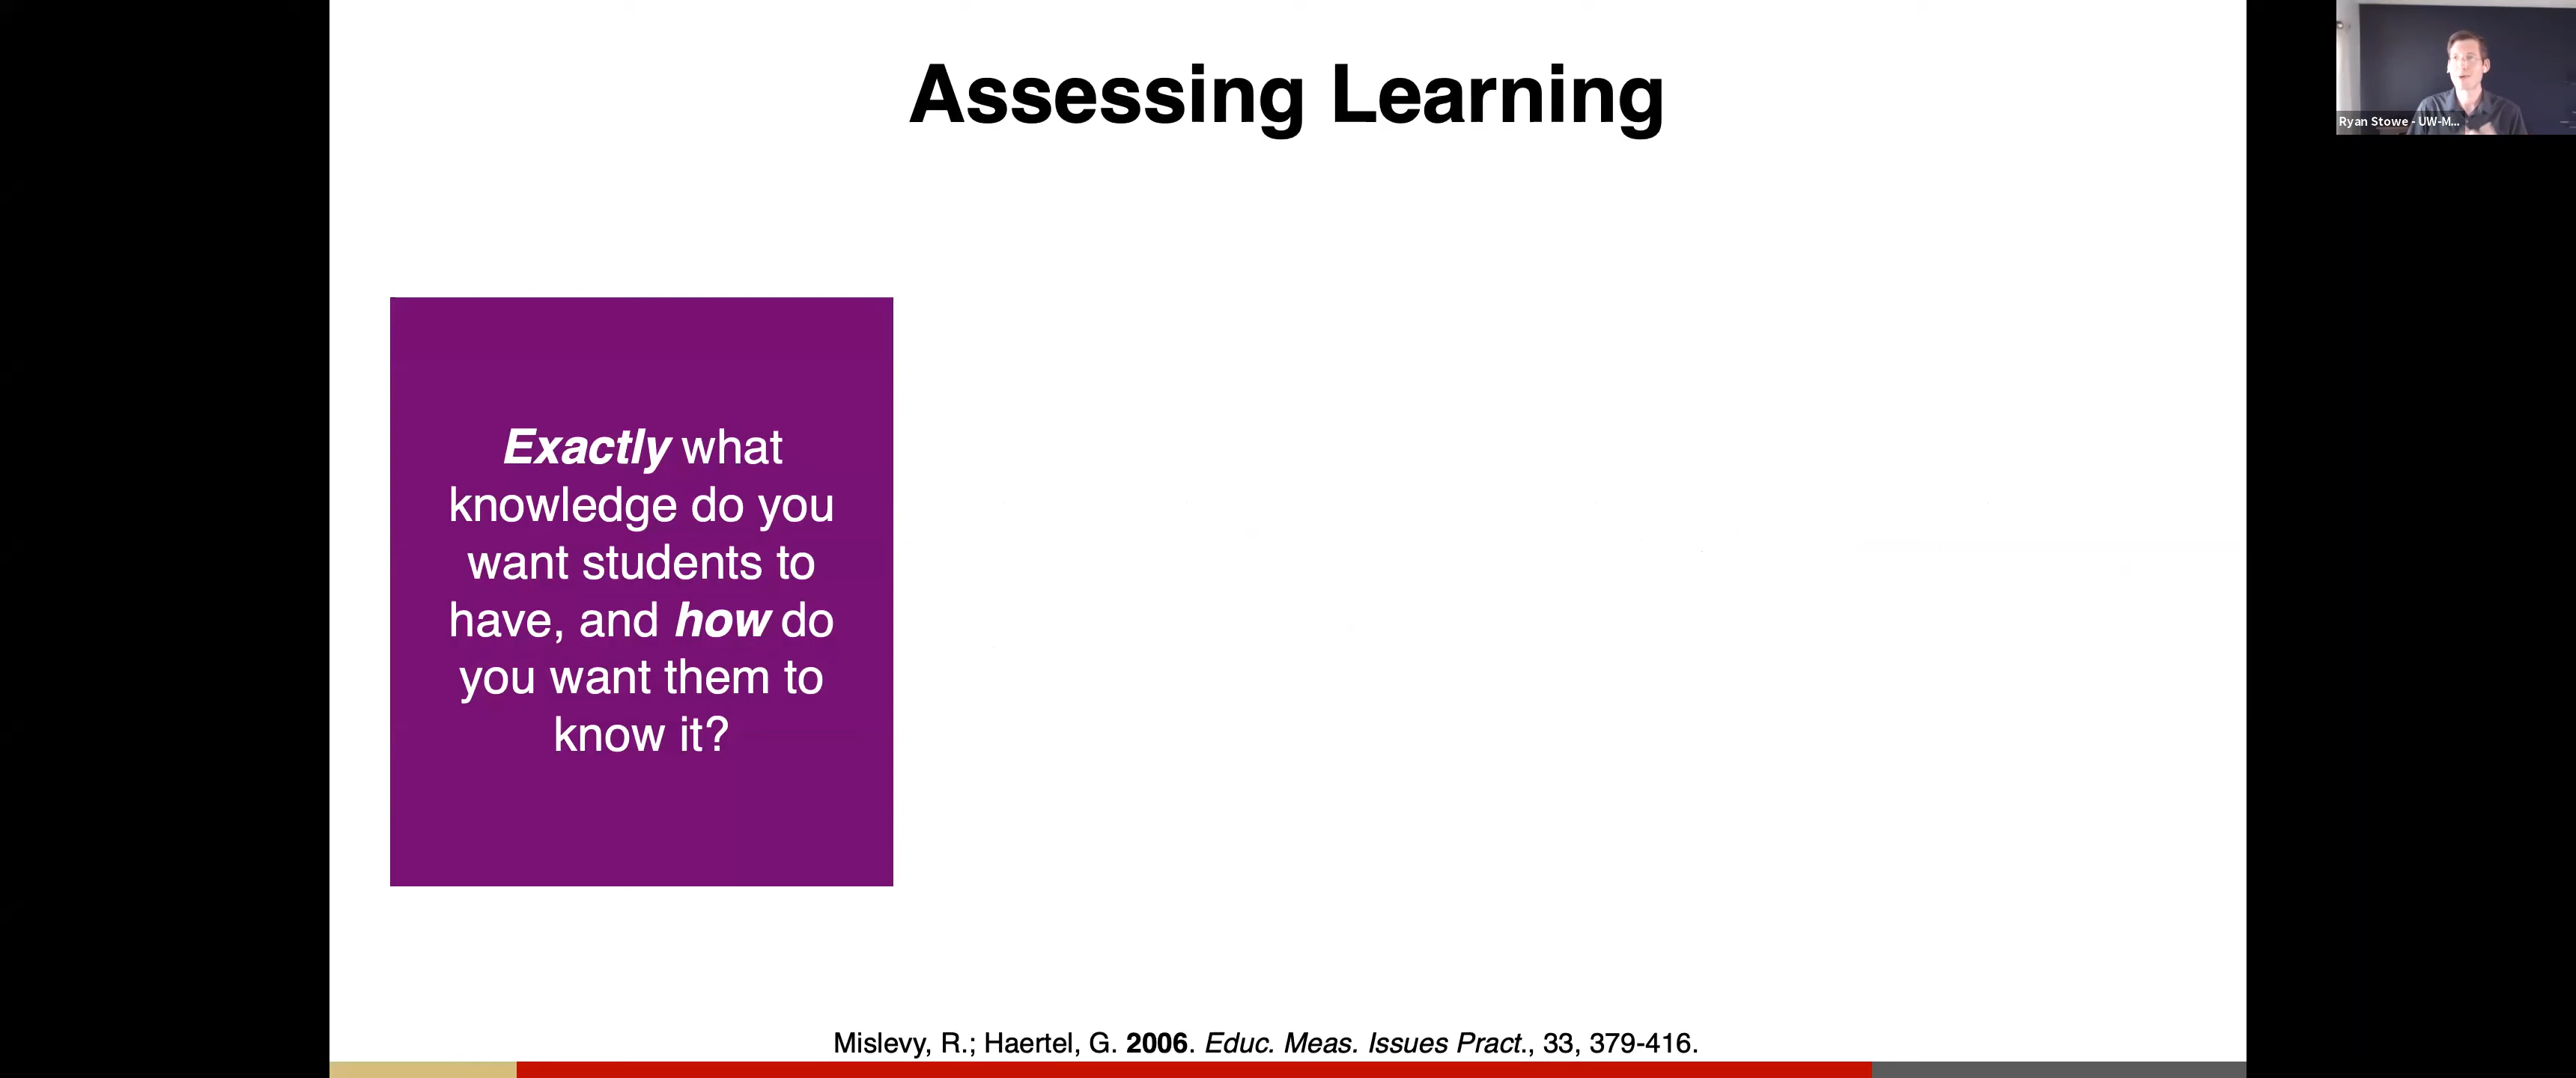 Assessing Learning
Ryan Stowe - UW-M...
Exactly what
knowledge do you
want students to
have, and how do
you want them to
know it?
Mislevy, R.; Haertel, G. 2006. Educ. Meas. Issues Pract., 33, 379-416.